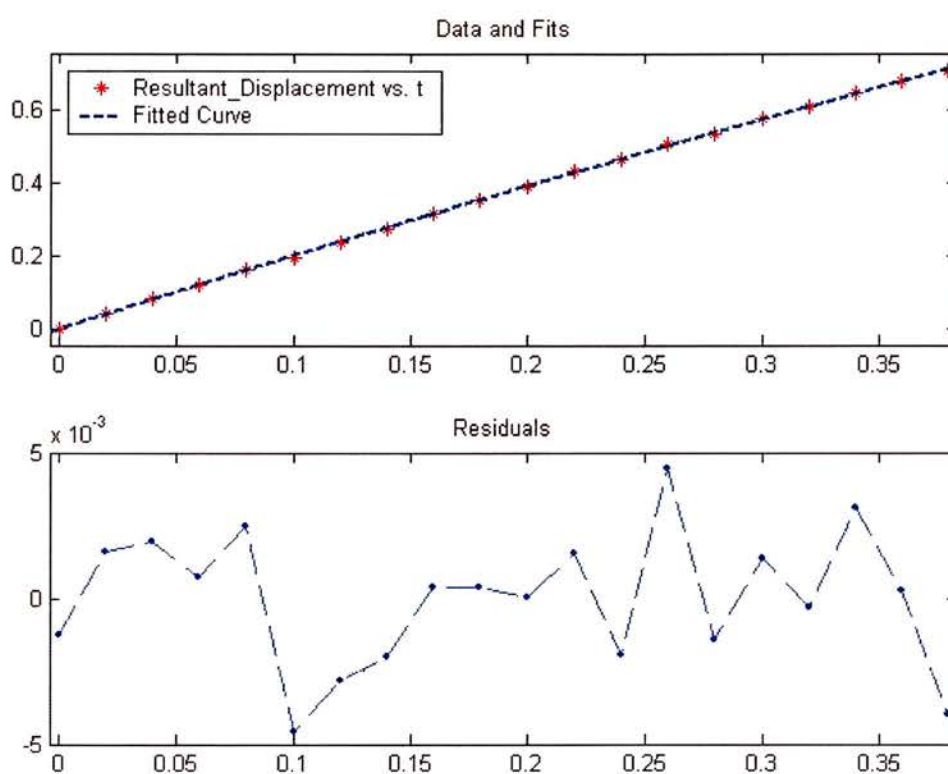 Data and Fits
Resultant_Displacement vs. t
Fitted Curve
0.6
0.4
0.2
0
0 0.05 0.1 0.15 0.2 0.25 0.3 0.35
x 10-3
Residuals
5
0
-5
0 0.05 0.1 0.15 0.2 0.25 0.3 0.35